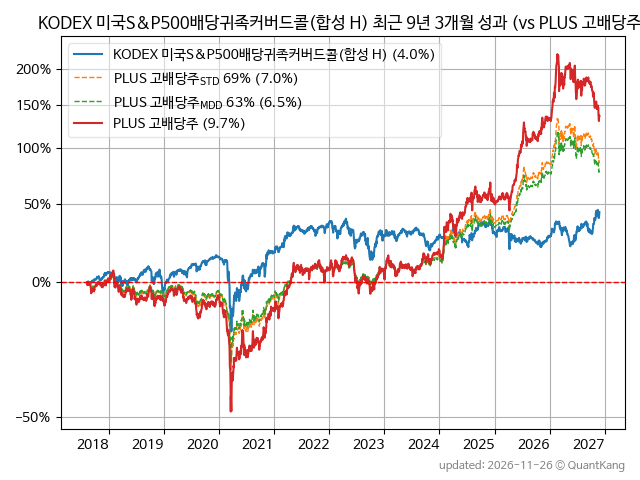 KODEX 미국S&P500배당귀족커버드콜(합성 H) 최근 9년 3개월 성과 (vs PLUS 고배당주
KODEX 미국S&P500배당귀족커버드콜(합성 H) (4.0%)
PLUS 고배당주STD 69% (7.0%)
PLUS 고배당주MDD 63% (6.5%)
PLUS 고배당주 (9.7%)
200%
150%
100%
50%
0%
−50%
2018 2019 2020 2021 2022 2023 2024 2025 2026 2027
updated: 2026-11-26 © QuantKang